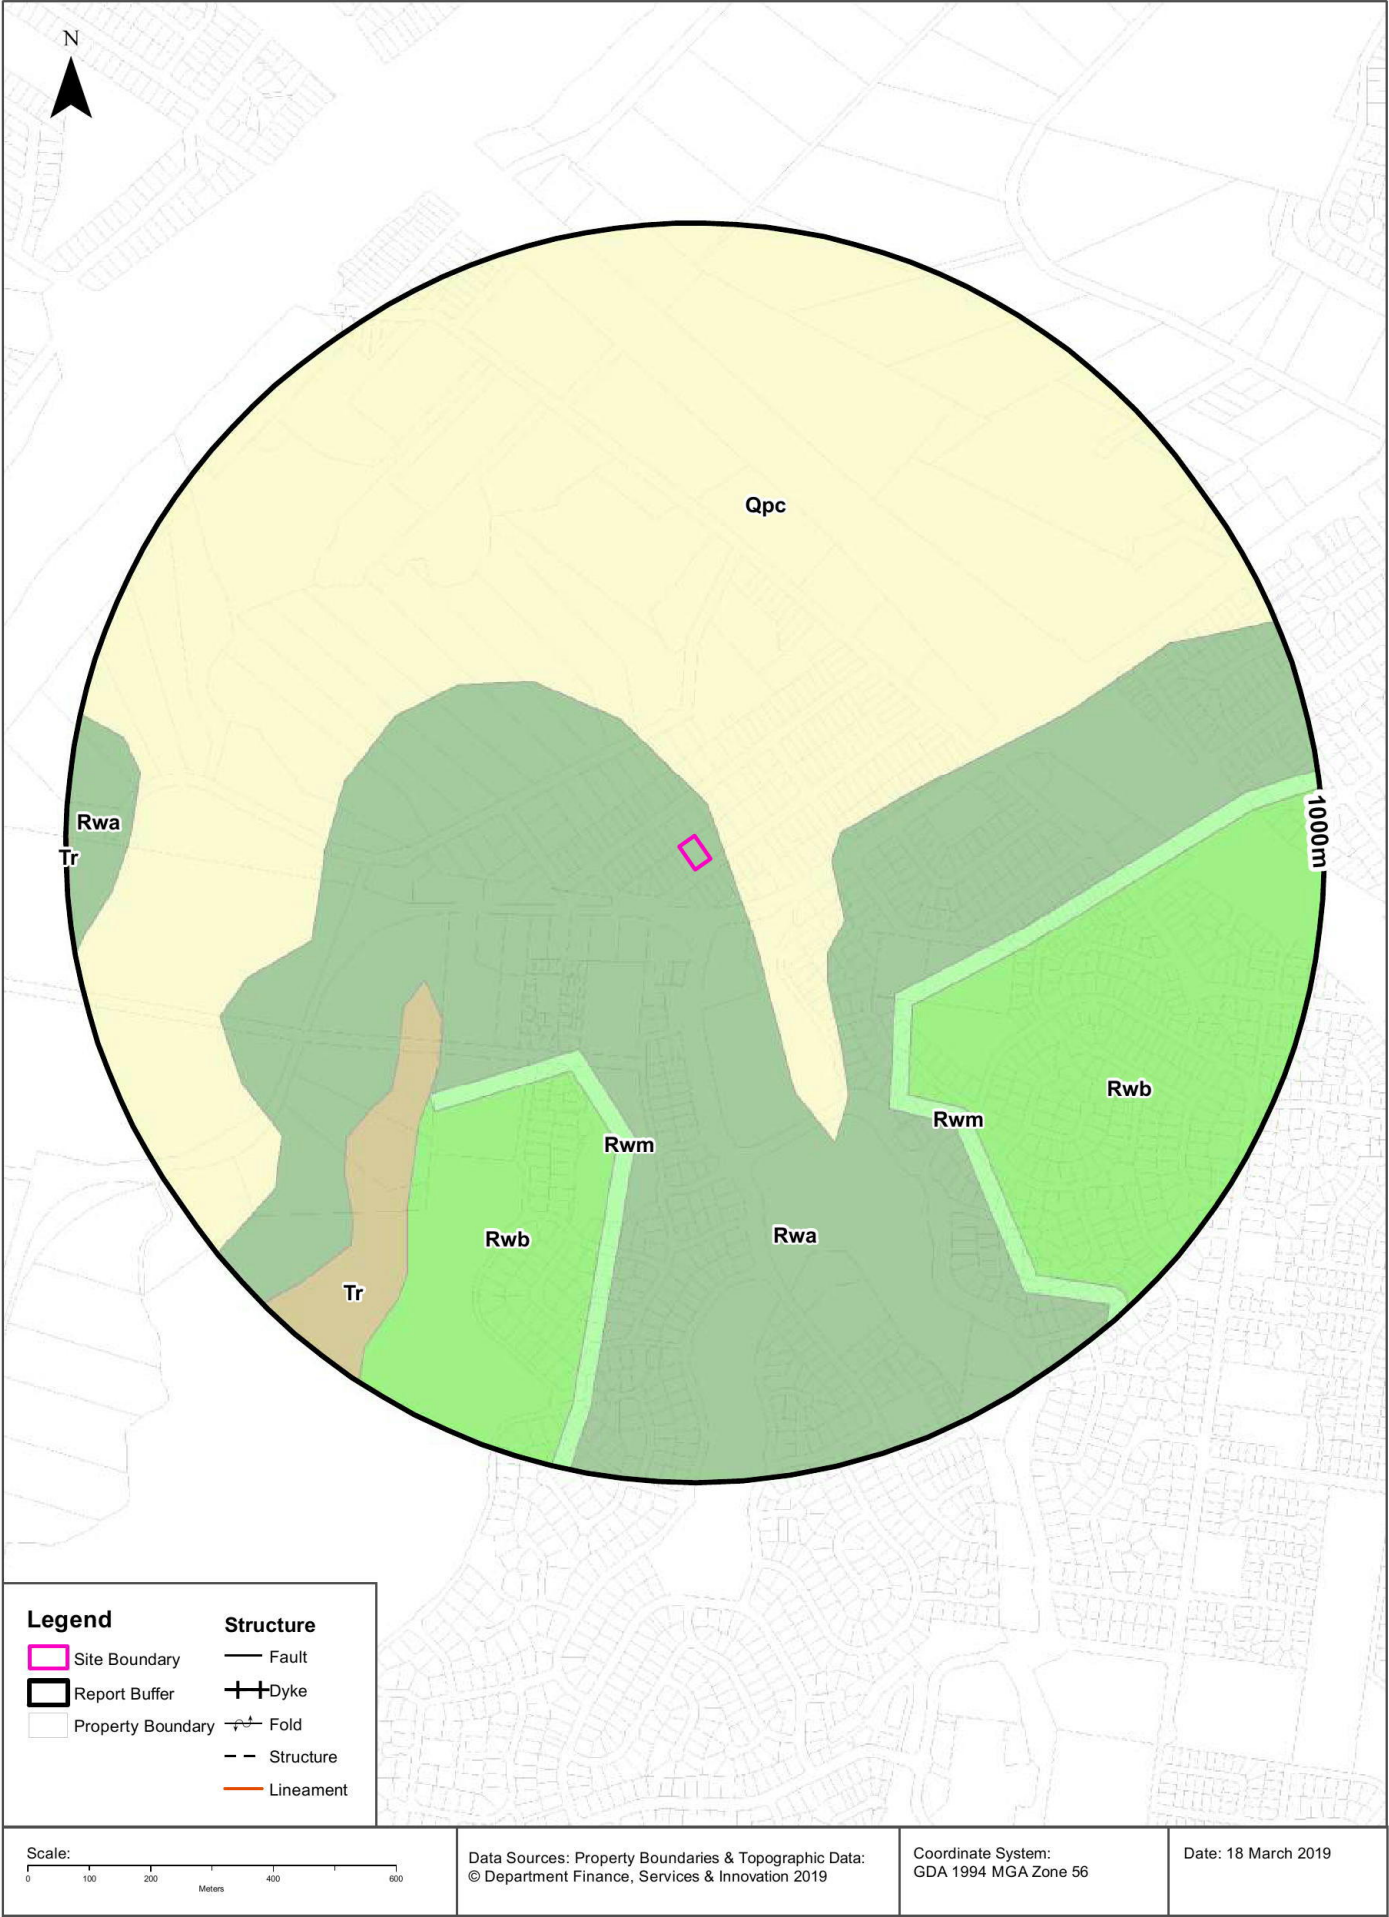 N
Qpc
Rwa
Tr
1000m
Rwb
Rwm
Rwm
Rwb
Rwa
Tr
Legend
Site Boundary
Report Buffer
Property Boundary
Structure
Fault
Dyke
Fold
Structure
Lineament
Scale:
0 100 200 400 600
Meters
Data Sources: Property Boundaries & Topographic Data:
© Department Finance, Services & Innovation 2019
Coordinate System:
GDA 1994 MGA Zone 56
Date: 18 March 2019